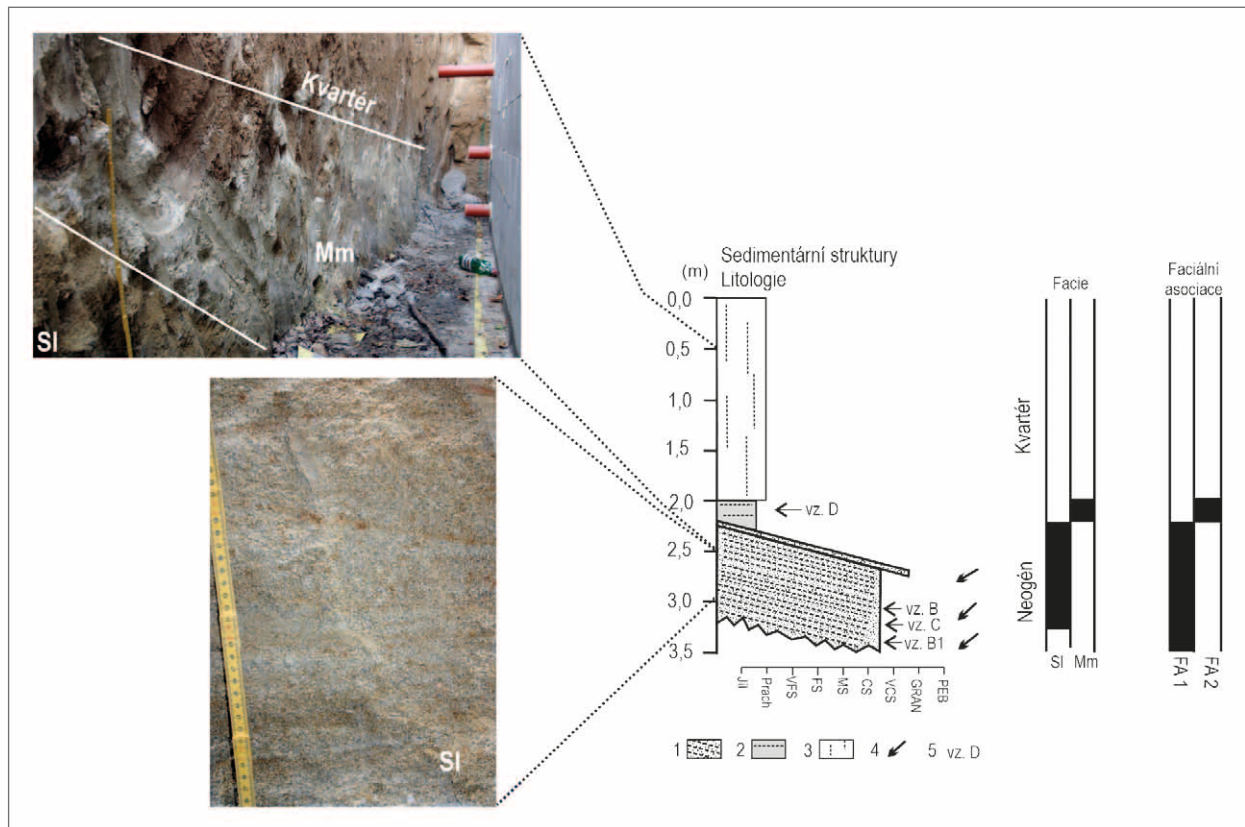 Kvartér
Mm
Sl
Sl
Sedimentární struktury
Litologie
(m)
0,0
0,5
1,0
1,5
2,0
2,5
3,0
3,5
vz. D
vz. B
vz. C
vz. B1
Jíl
Prach
VFS
FS
MS
CS
VCS
GRAN
PEB
1
2
3
4
5 vz. D
Facie
Kvartér
Neogén
Sl Mm
Faciální
asociace
FA 1
FA 2